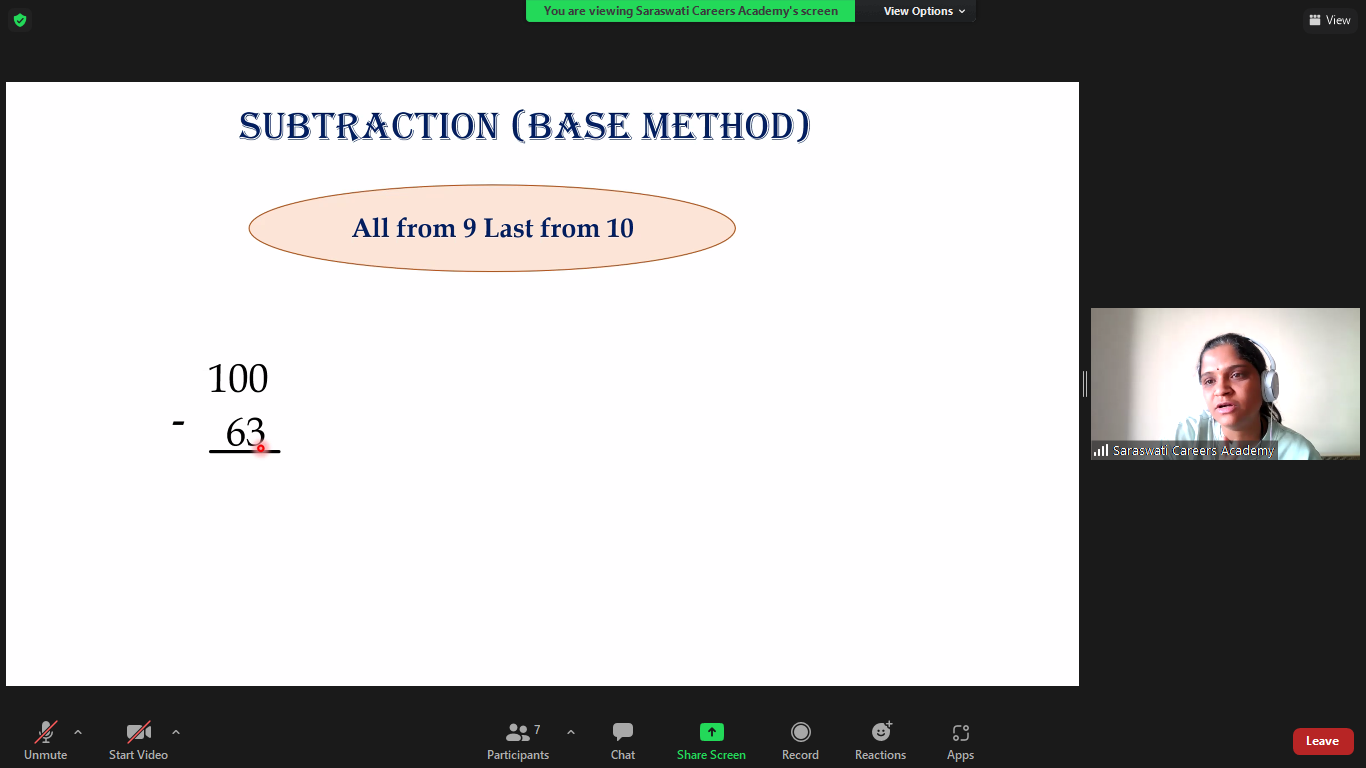 You are viewing Saraswati Careers Academy's screen
View Options
View
SUBTRACTION (BASE METHOD)
All from 9 Last from 10
100
- 63
Saraswati Careers Academy
7
Unmute
Start Video
Participants
Chat
Share Screen
Record
Reactions
Apps
Leave